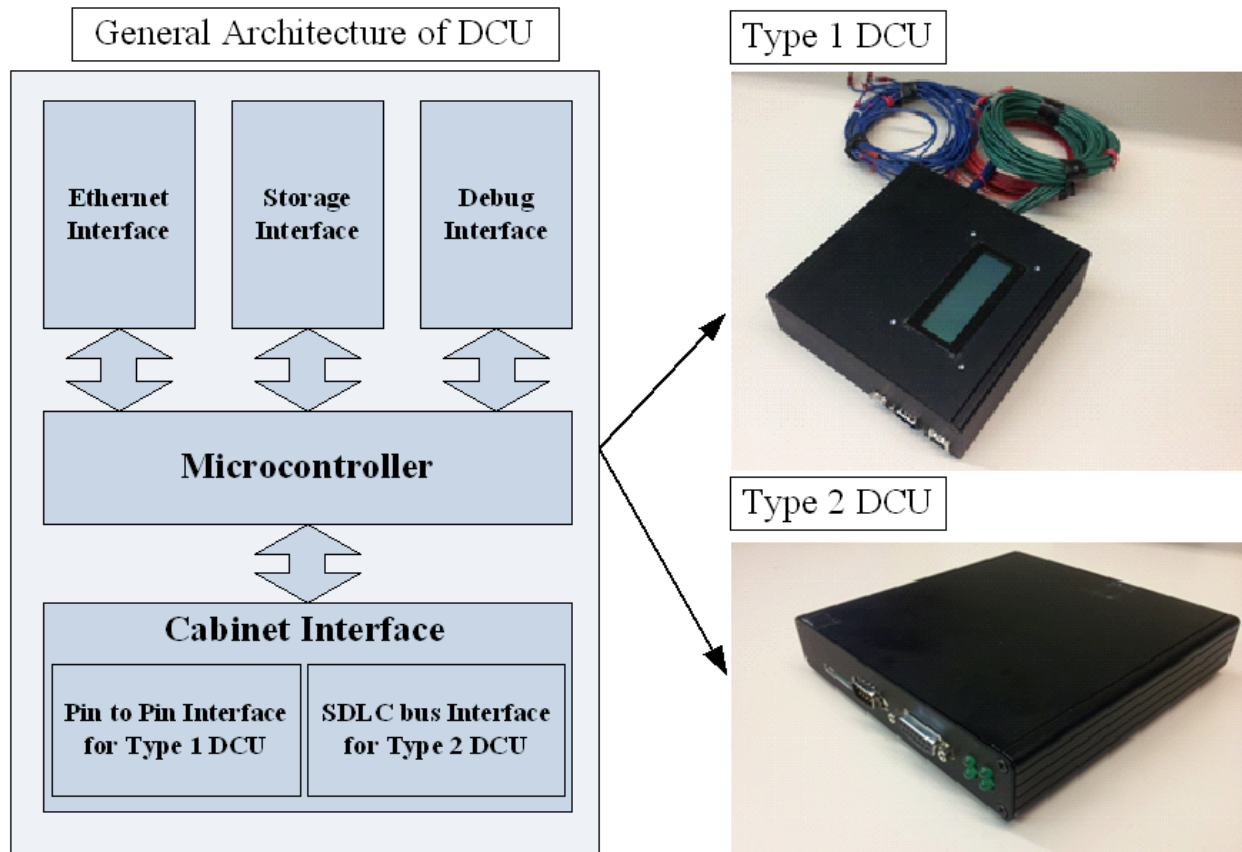 General Architecture of DCU
Ethernet
Interface
Storage
Interface
Debug
Interface
Microcontroller
Cabinet Interface
Pin to Pin Interface
for Type 1 DCU
SDLC bus Interface
for Type 2 DCU
Type 1 DCU
Type 2 DCU